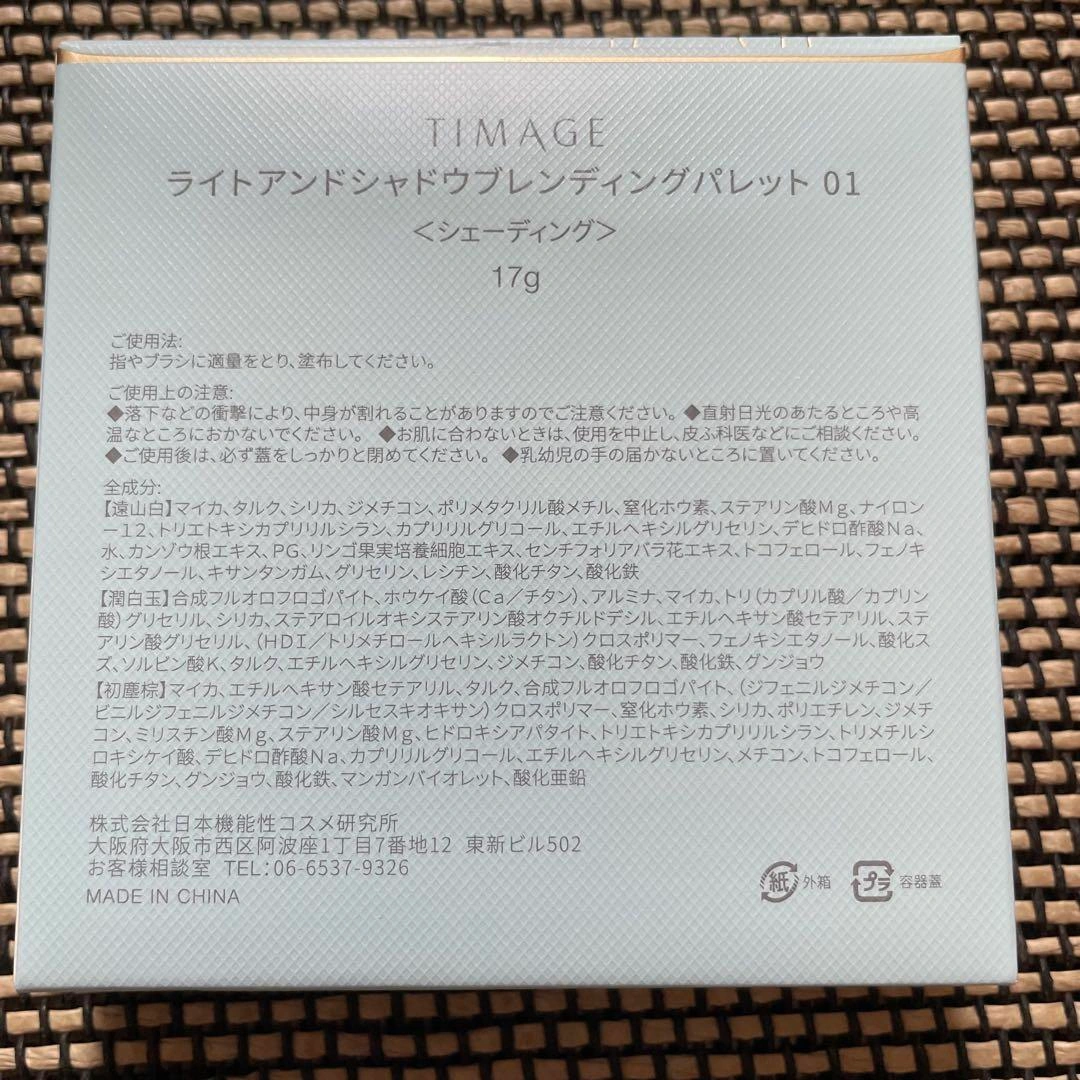 TIMAGE
ライトアンドシャドウブレンディングパレット 01
<シェーディング>
17g
ご使用法:
指やブラシに適量をとり、塗布してください。
ご使用上の注意:
◆落下などの衝撃により、中身が割れることがありますのでご注意ください。 ◆直射日光のあたるところや高
温なところにおかないでください。 ◆お肌に合わないときは、使用を中止し、皮ふ科医などにご相談ください。
◆ご使用後は、必ず蓋をしっかりと閉めてください。 ◆乳幼児の手の届かないところに置いてください。
全成分:
【遠山白】マイカ、タルク、シリカ、ジメチコン、ポリメタクリル酸メチル、窒化ホウ素、ステアリン酸Mg、ナイロン
ー12、トリエトキシカプリリルシラン、カプリリルグリコール、エチルヘキシルグリセリン、デヒドロ酢酸Na、
水、カンゾウ根エキス、PG、リンゴ果実培養細胞エキス、センチフォリアバラ花エキス、トコフェロール、フェノキ
シエタノール、キサンタンガム、グリセリン、レシチン、酸化チタン、酸化鉄
【潤白玉】合成フルオロフロゴパイト、ホウケイ酸(Ca/チタン)、アルミナ、マイカ、トリ(カプリル酸/カプリン
酸)グリセリル、シリカ、ステアロイルオキシステアリン酸オクチルドデシル、エチルヘキサン酸セテアリル、ステ
アリン酸グリセリル、(HDI/トリメチロールヘキシルラクトン)クロスポリマー、フェノキシエタノール、酸化ス
ズ、ソルビン酸K、タルク、エチルヘキシルグリセリン、ジメチコン、酸化チタン、酸化鉄、グンジョウ
【初塵棕】マイカ、エチルヘキサン酸セテアリル、タルク、合成フルオロフロゴパイト、(ジフェニルジメチコン/
ビニルジフェニルジメチコン/シルセスキオキサン)クロスポリマー、窒化ホウ素、シリカ、ポリエチレン、ジメチ
コン、ミリスチン酸Mg、ステアリン酸Mg、ヒドロキシアパタイト、トリエトキシカプリリルシラン、トリメチルシ
ロキシケイ酸、デヒドロ酢酸Na、カプリリルグリコール、エチルヘキシルグリセリン、メチコン、トコフェロール、
酸化チタン、グンジョウ、酸化鉄、マンガンバイオレット、酸化亜鉛
株式会社日本機能性コスメ研究所
大阪府大阪市西区阿波座1丁目7番地12 東新ビル502
お客様相談室 TEL:06-6537-9326
MADE IN CHINA
紙 外箱 プラ 容器蓋